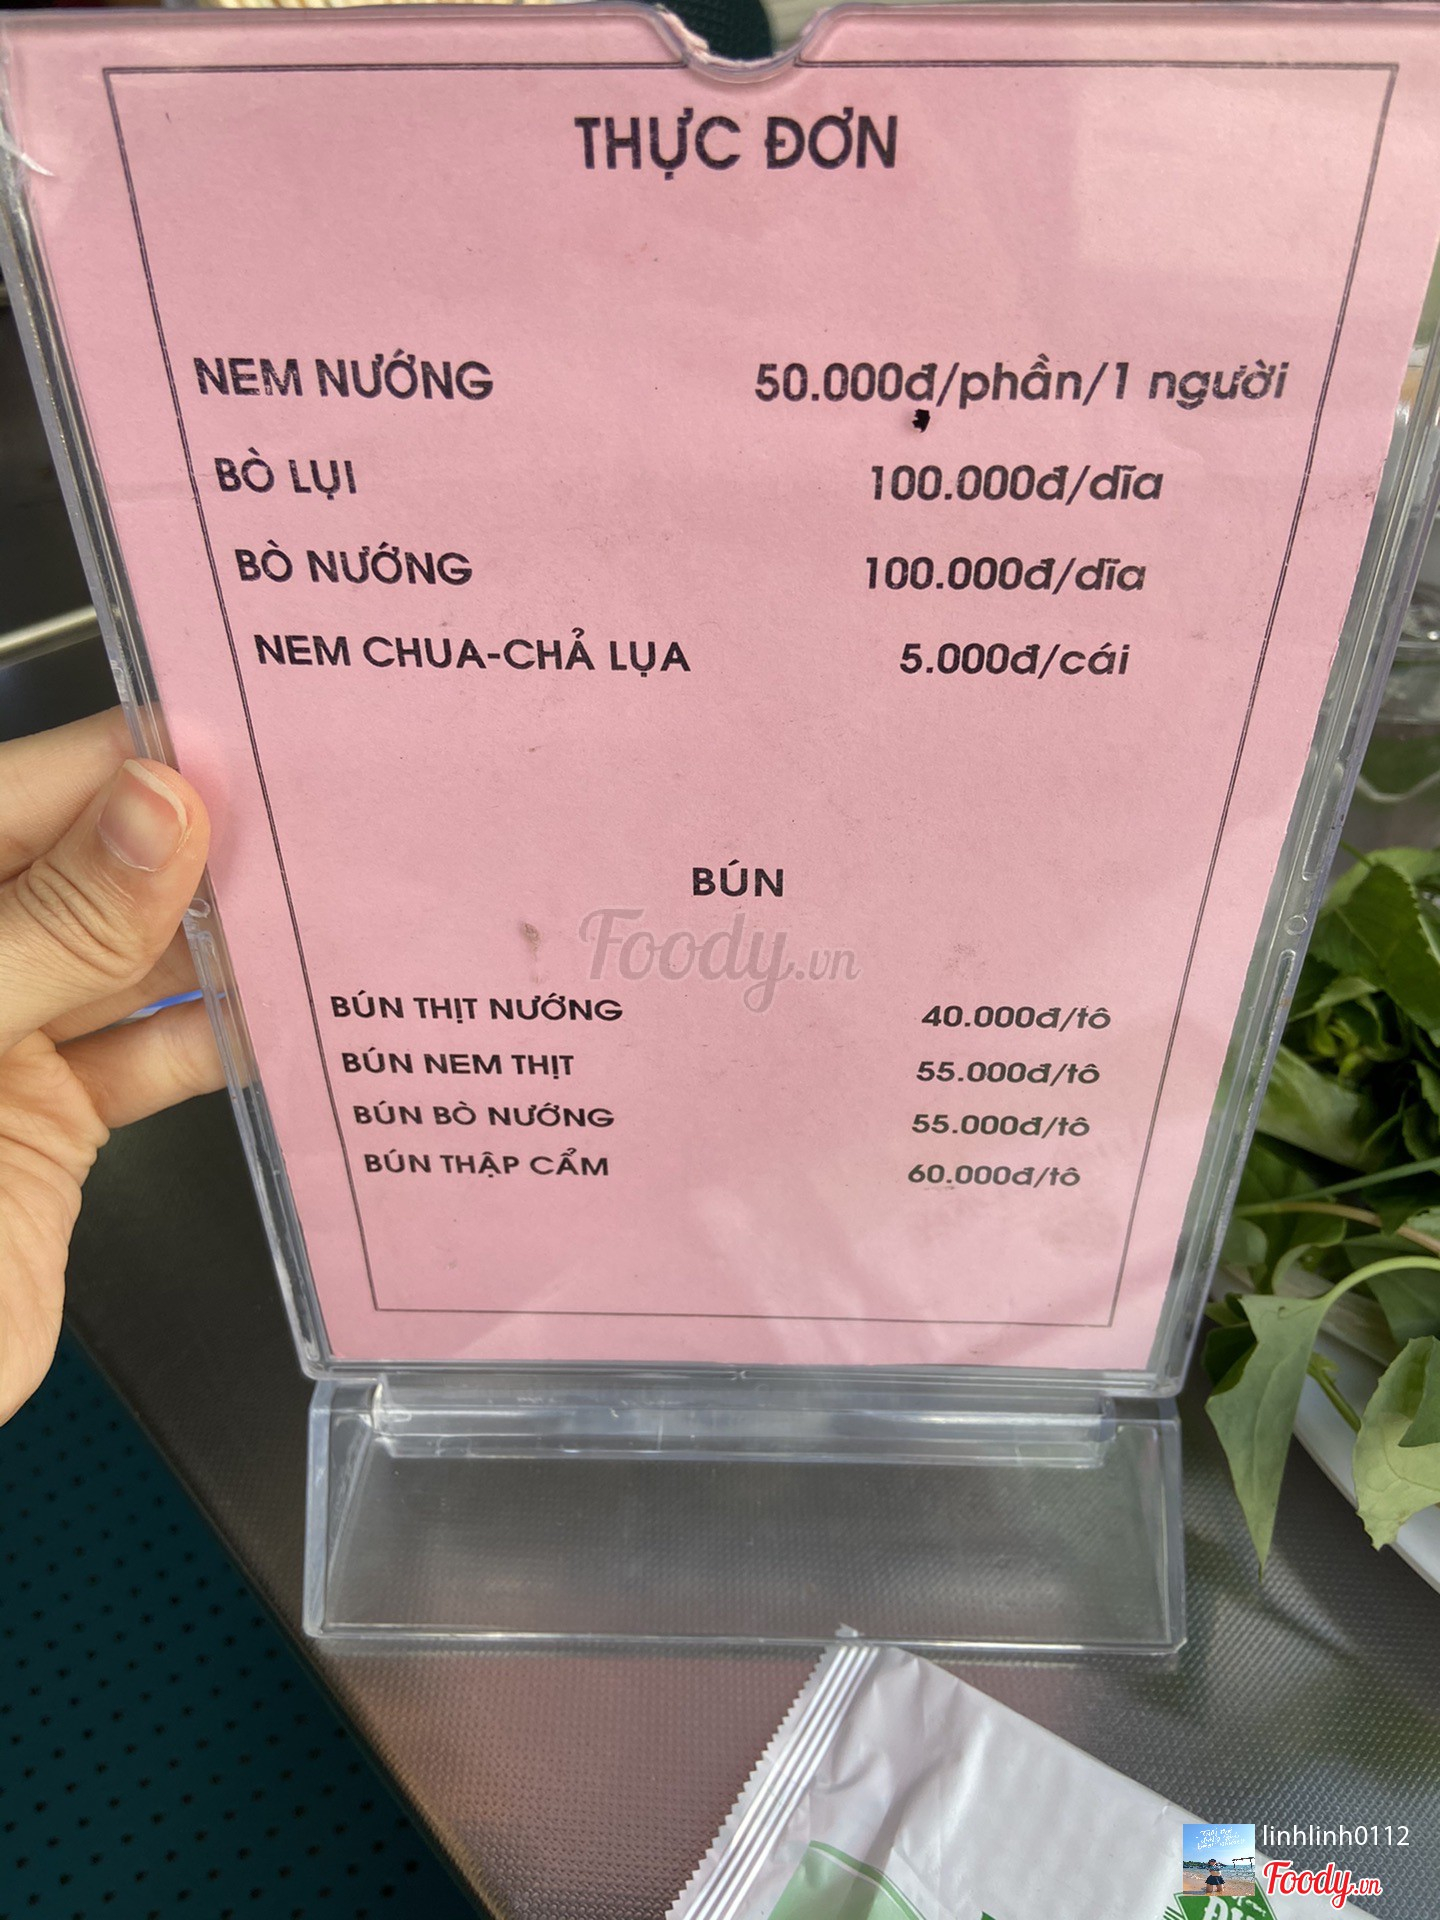 THỰC ĐƠN
NEM NƯỚNG 50.000đ/phần/1 người
BÒ LỤI 100.000đ/dĩa
BÒ NƯỚNG 100.000đ/dĩa
NEM CHUA-CHẢ LỤA 5.000đ/cái
BÚN
Foody.vn
BÚN THỊT NƯỚNG 40.000đ/tô
BÚN NEM THỊT 55.000đ/tô
BÚN BÒ NƯỚNG 55.000đ/tô
BÚN THẬP CẨM 60.000đ/tô
linhlinh0112
Foody.vn